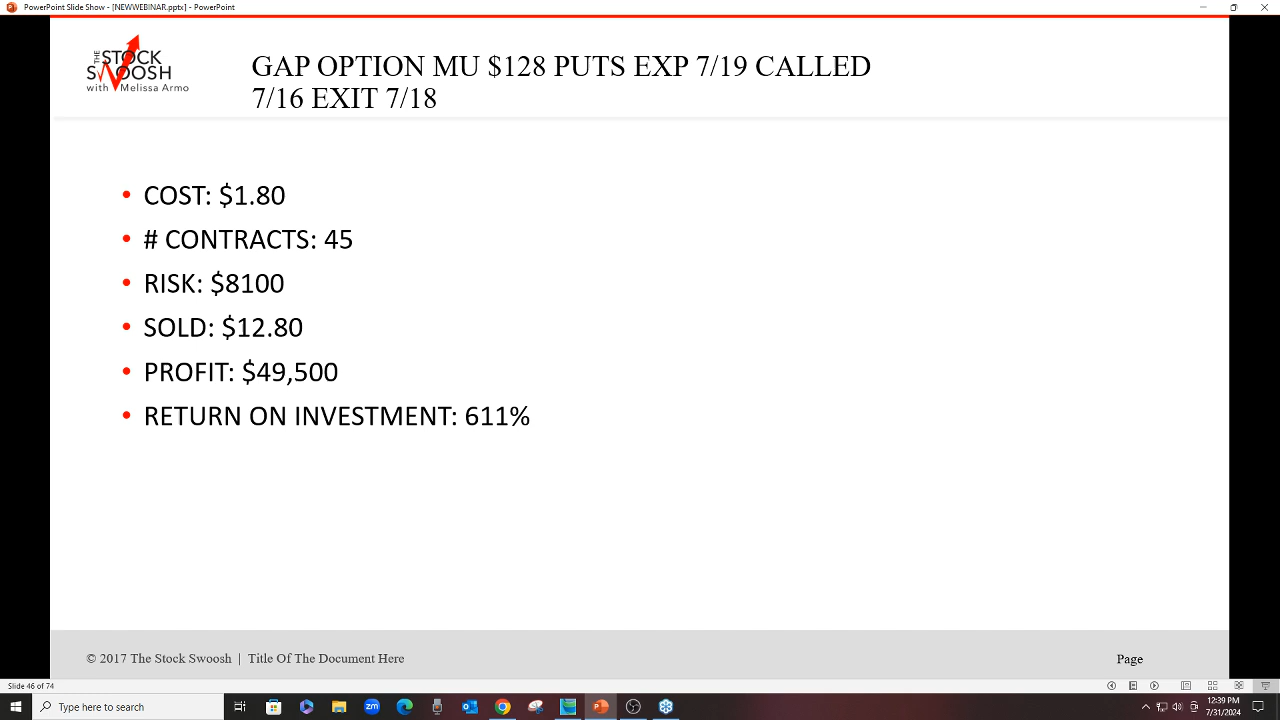 PowerPoint Slide Show - [NEWWEBINAR.pptx] - PowerPoint
THE STOCK SWOOSH
with Melissa Armo
GAP OPTION MU $128 PUTS EXP 7/19 CALLED
7/16 EXIT 7/18
• COST: $1.80
• # CONTRACTS: 45
• RISK: $8100
• SOLD: $12.80
• PROFIT: $49,500
• RETURN ON INVESTMENT: 611%
© 2017 The Stock Swoosh | Title Of The Document Here
Page
Slide 46 of 74
Type here to search
zm
12:39 PM
7/31/2024